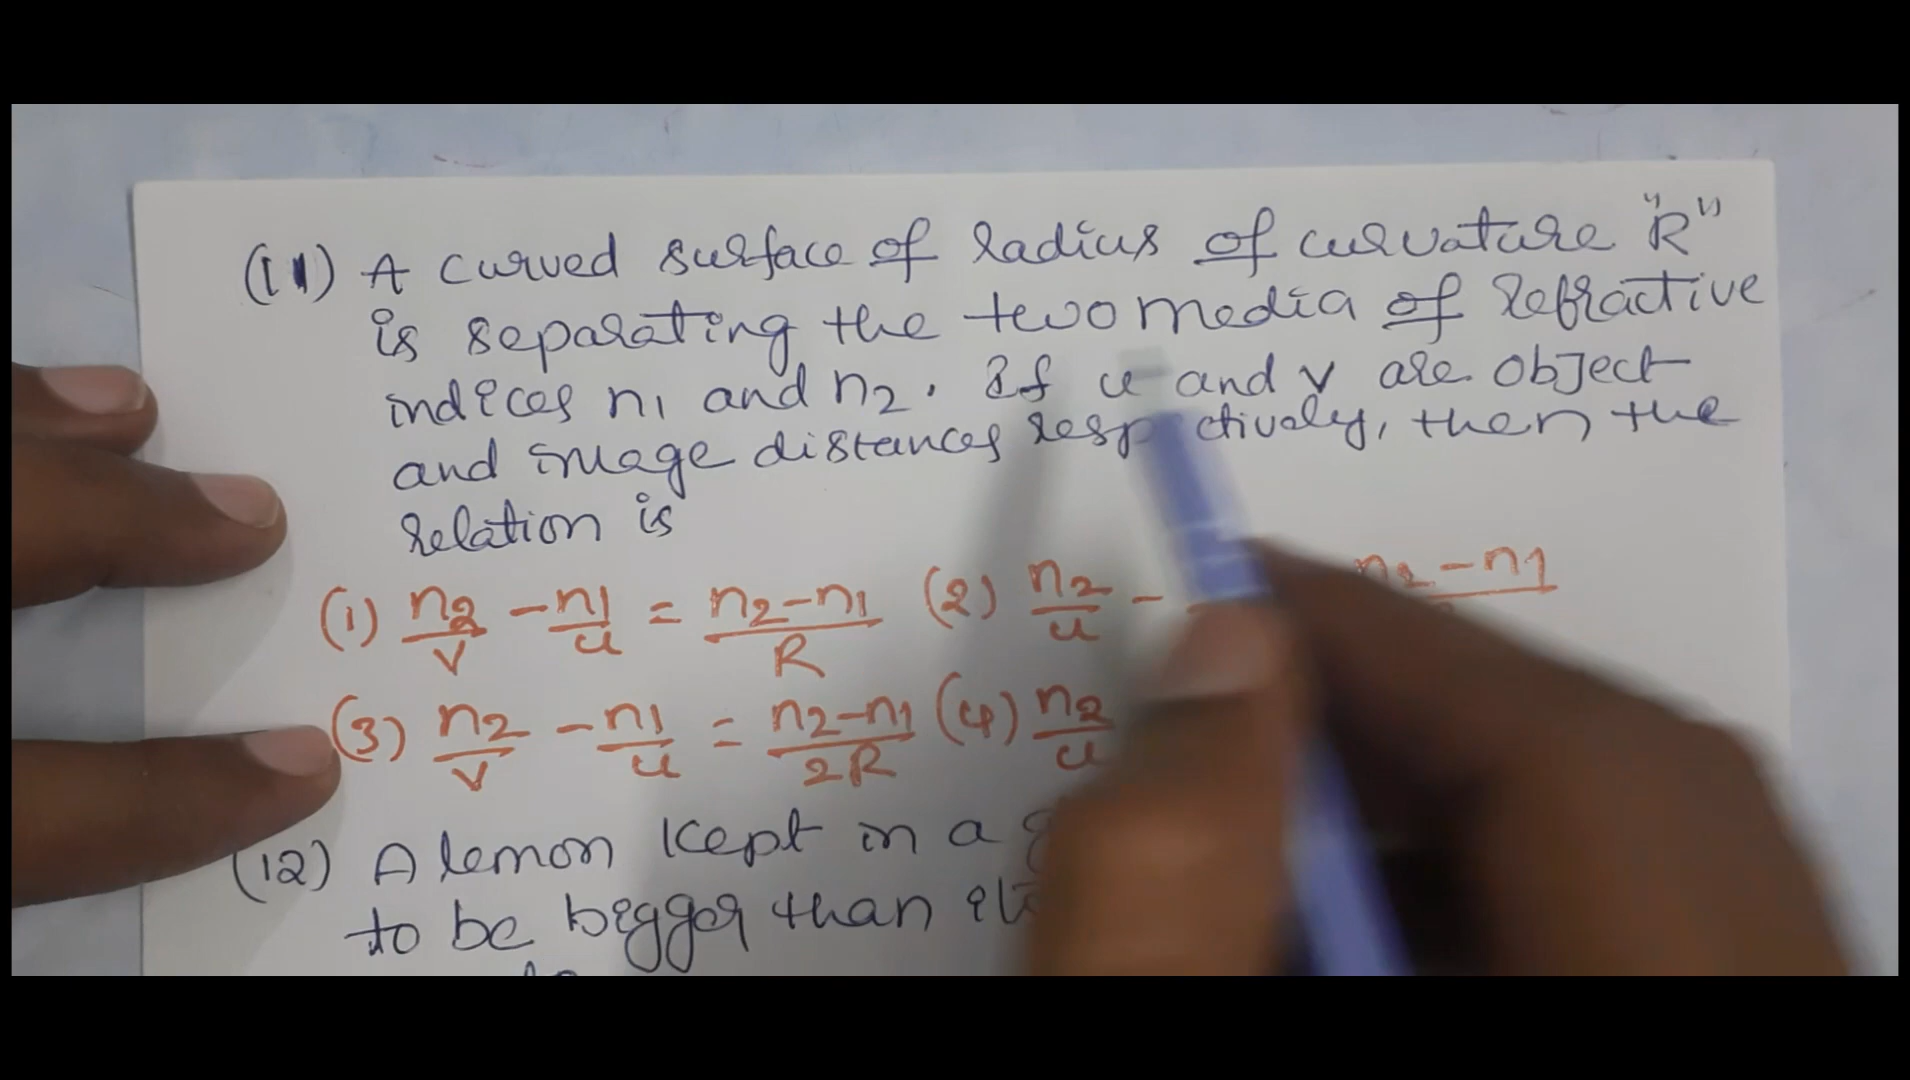 (11) A curved surface of radius of curvature "R"
is separating the two media of refractive
indices n1 and n2. If u and v are object
and image distances respectively, then the
relation is
(1) n2/v - n1/u = n2-n1/R (2) n2/u - n2-n1
(3) n2/v - n1/u = n2-n1/2R (4) n2/u
(12) A lemon kept in a
to be bigger than